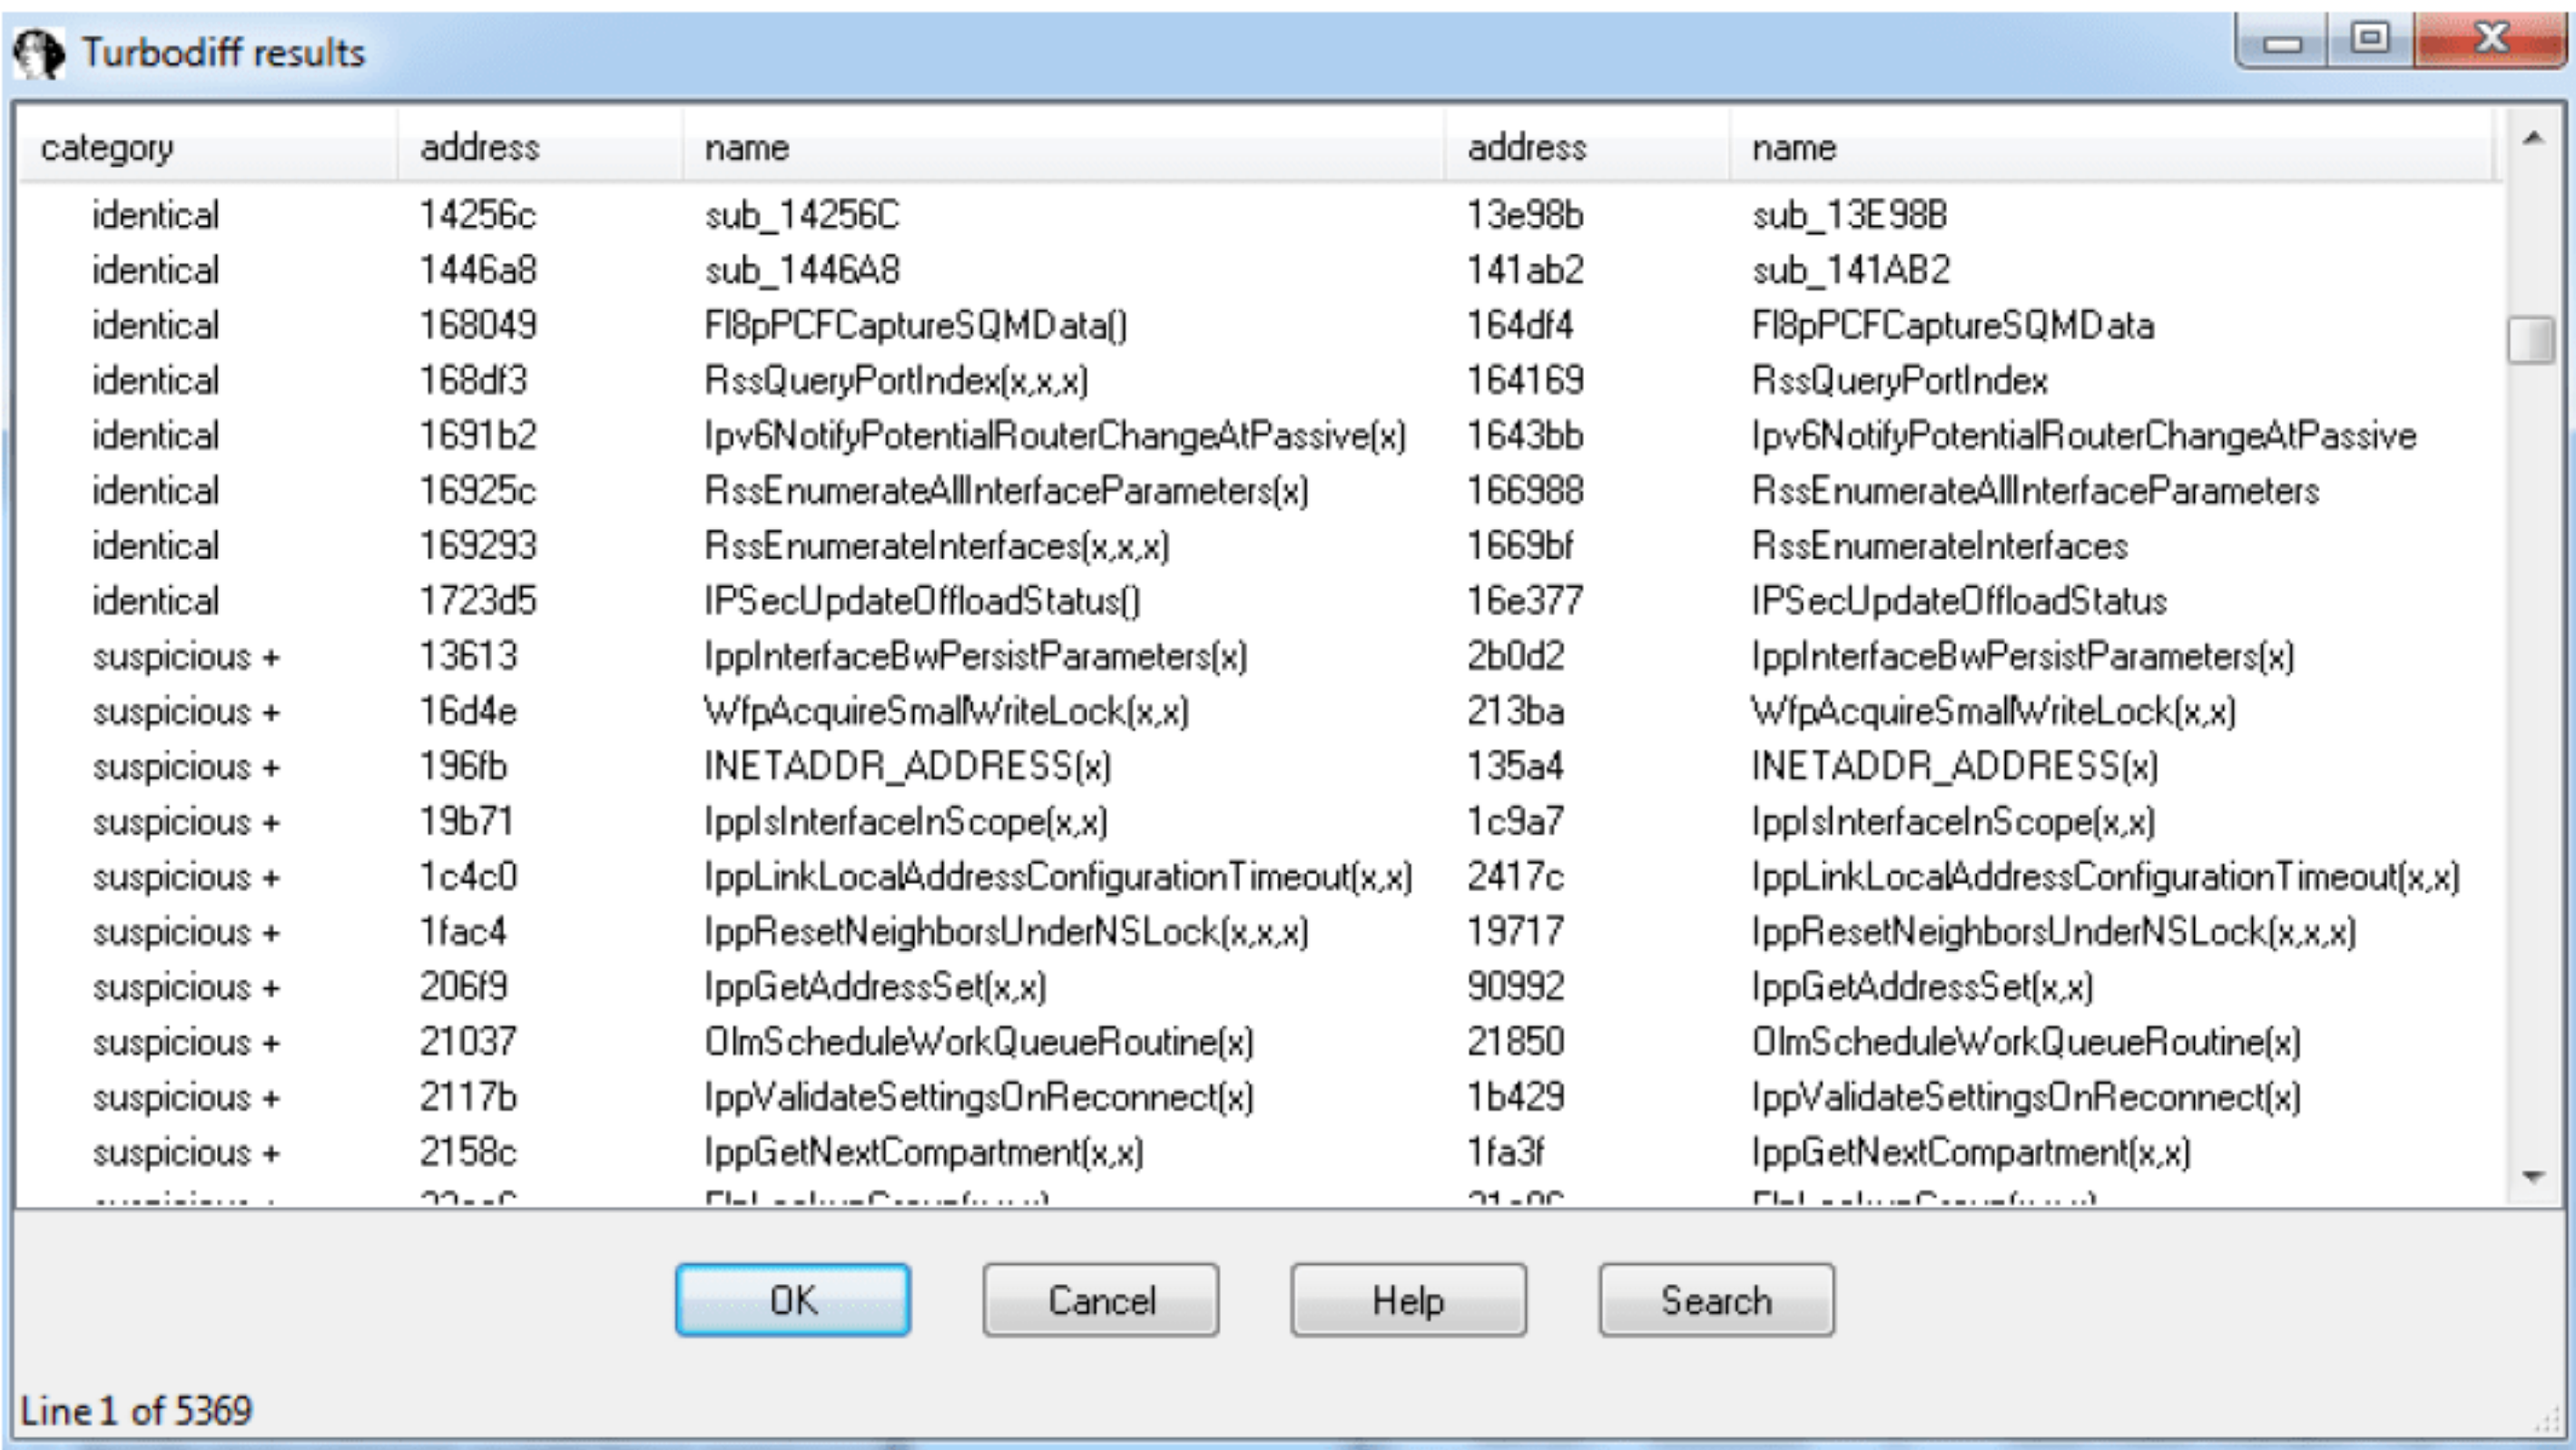 Turbodiff results
category address name address name
identical 14256c sub_14256C 13e98b sub_13E98B
identical 1446a8 sub_1446A8 141ab2 sub_141AB2
identical 168049 Fl8pPCFCaptureSQMData() 164df4 Fl8pPCFCaptureSQMData
identical 168df3 RssQueryPortIndex(x,x,x) 164169 RssQueryPortIndex
identical 1691b2 Ipv6NotifyPotentialRouterChangeAtPassive(x) 1643bb Ipv6NotifyPotentialRouterChangeAtPassive
identical 16925c RssEnumerateAllInterfaceParameters(x) 166988 RssEnumerateAllInterfaceParameters
identical 169293 RssEnumerateInterfaces(x,x,x) 1669bf RssEnumerateInterfaces
identical 1723d5 IPSecUpdateOffloadStatus() 16e377 IPSecUpdateOffloadStatus
suspicious + 13613 IppInterfaceBwPersistParameters(x) 2b0d2 IppInterfaceBwPersistParameters(x)
suspicious + 16d4e WfpAcquireSmallWriteLock(x,x) 213ba WfpAcquireSmallWriteLock(x,x)
suspicious + 196fb INETADDR_ADDRESS(x) 135a4 INETADDR_ADDRESS(x)
suspicious + 19b71 IppIsInterfaceInScope(x,x) 1c9a7 IppIsInterfaceInScope(x,x)
suspicious + 1c4c0 IppLinkLocalAddressConfigurationTimeout(x,x) 2417c IppLinkLocalAddressConfigurationTimeout(x,x)
suspicious + 1fac4 IppResetNeighborsUnderNSLock(x,x,x) 19717 IppResetNeighborsUnderNSLock(x,x,x)
suspicious + 206f9 IppGetAddressSet(x,x) 90992 IppGetAddressSet(x,x)
suspicious + 21037 OlmScheduleWorkQueueRoutine(x) 21850 OlmScheduleWorkQueueRoutine(x)
suspicious + 2117b IppValidateSettingsOnReconnect(x) 1b429 IppValidateSettingsOnReconnect(x)
suspicious + 2158c IppGetNextCompartment(x,x) 1fa3f IppGetNextCompartment(x,x)
OK Cancel Help Search
Line 1 of 5369